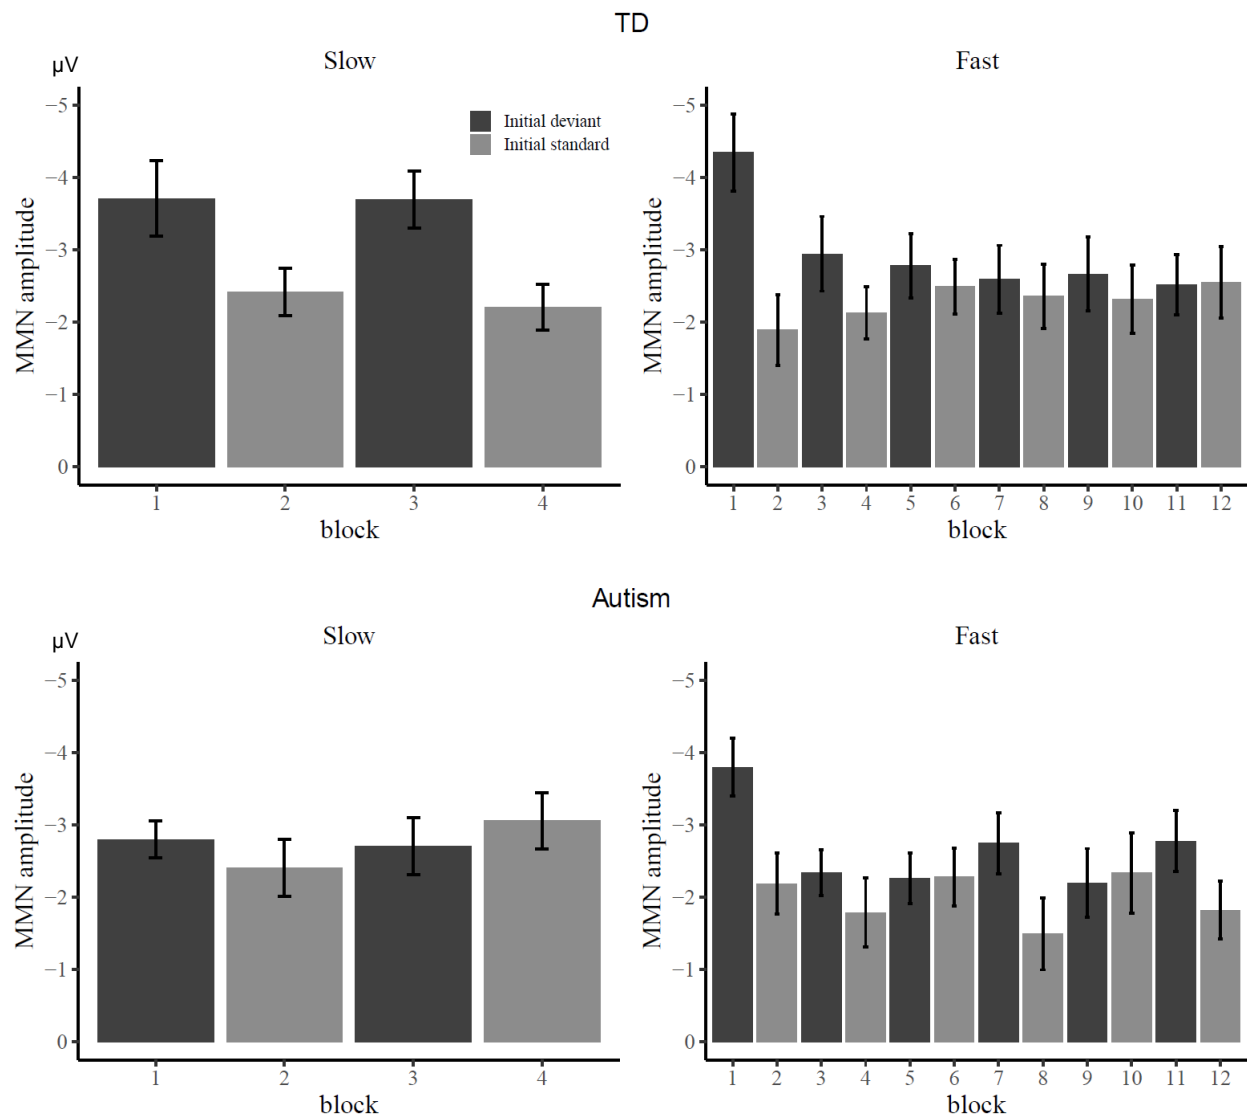 TD
Slow
µV
−5
−4
−3
−2
−1
0
MMN amplitude
Initial deviant
Initial standard
1 2 3 4
block
Fast
−5
−4
−3
−2
−1
0
MMN amplitude
1 2 3 4 5 6 7 8 9 10 11 12
block
Autism
Slow
µV
−5
−4
−3
−2
−1
0
MMN amplitude
1 2 3 4
block
Fast
−5
−4
−3
−2
−1
0
MMN amplitude
1 2 3 4 5 6 7 8 9 10 11 12
block